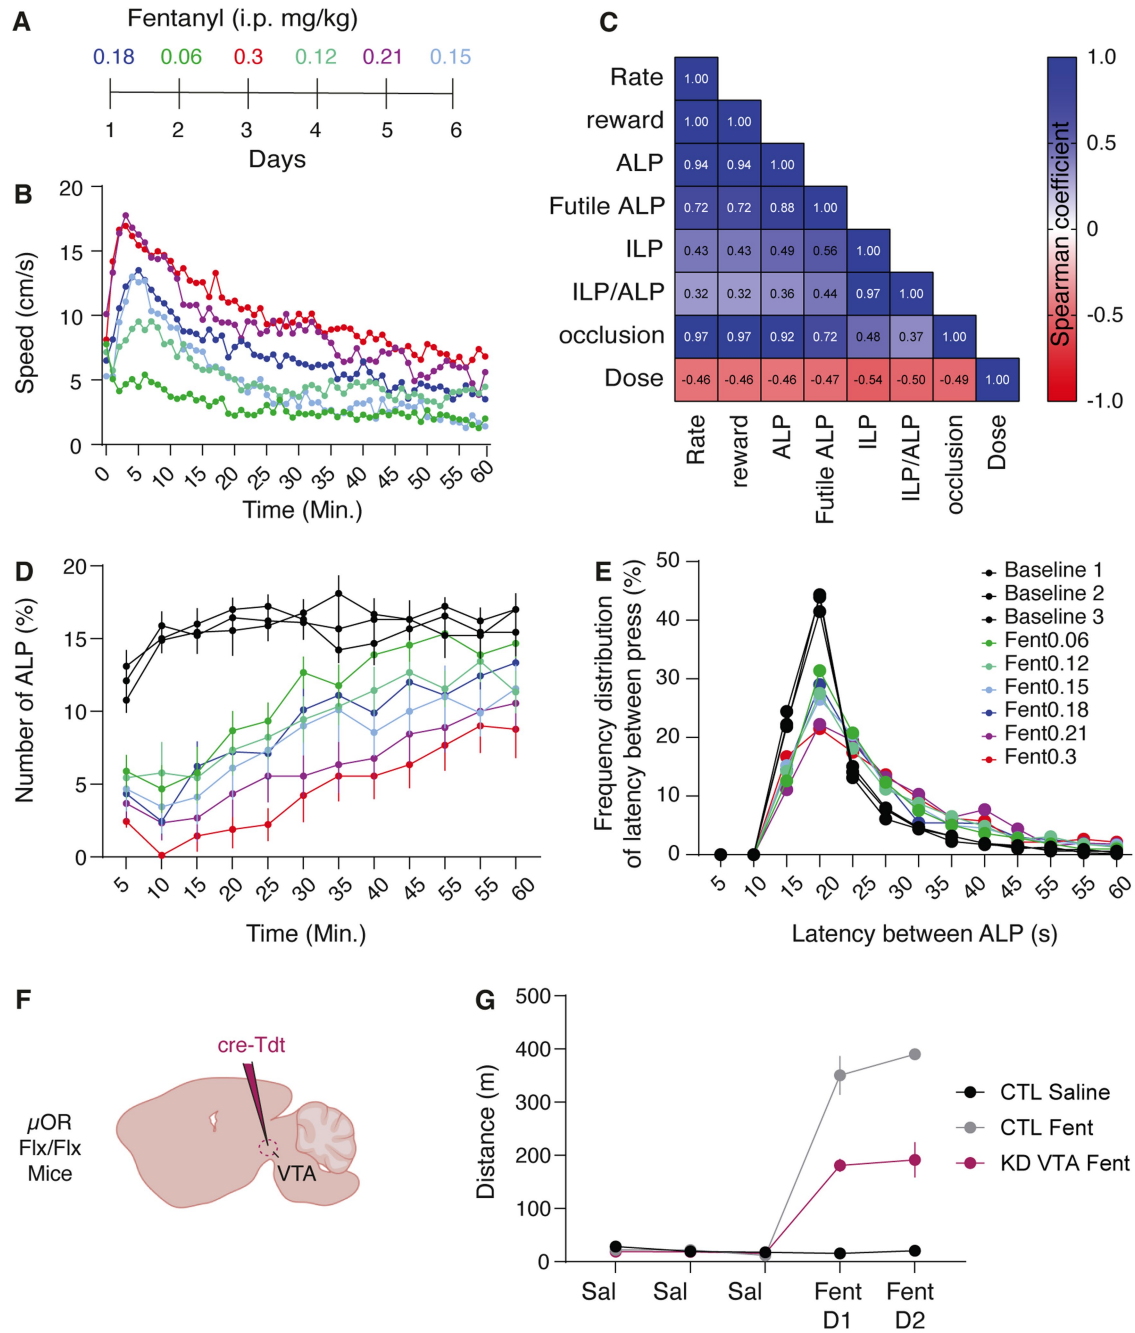 A
Fentanyl (i.p. mg/kg)
0.18 0.06 0.3 0.12 0.21 0.15
1 2 3 4 5 6
Days
B
Speed (cm/s)
20
15
10
5
0
0 5 10 15 20 25 30 35 40 45 50 55 60
Time (Min.)
C
Rate 1.00
reward 1.00 1.00
ALP 0.94 0.94 1.00
Futile ALP 0.72 0.72 0.88 1.00
ILP 0.43 0.43 0.49 0.56 1.00
ILP/ALP 0.32 0.32 0.36 0.44 0.97 1.00
occlusion 0.97 0.97 0.92 0.72 0.48 0.37 1.00
Dose -0.46 -0.46 -0.46 -0.47 -0.54 -0.50 -0.49 1.00
Rate reward ALP Futile ALP ILP ILP/ALP occlusion Dose
Spearman coefficient
1.0
0.5
0
-0.5
-1.0
D
Number of ALP (%)
20
15
10
5
0
5 10 15 20 25 30 35 40 45 55 55 60
Time (Min.)
E
Frequency distribution
of latency between press (%)
50
40
30
20
10
0
5 10 15 20 25 30 35 40 45 55 55 60
Latency between ALP (s)
Baseline 1
Baseline 2
Baseline 3
Fent0.06
Fent0.12
Fent0.15
Fent0.18
Fent0.21
Fent0.3
F
cre-Tdt
µOR
Flx/Flx
Mice
VTA
G
Distance (m)
500
400
300
200
100
0
Sal Sal Sal Fent Fent
D1 D2
CTL Saline
CTL Fent
KD VTA Fent